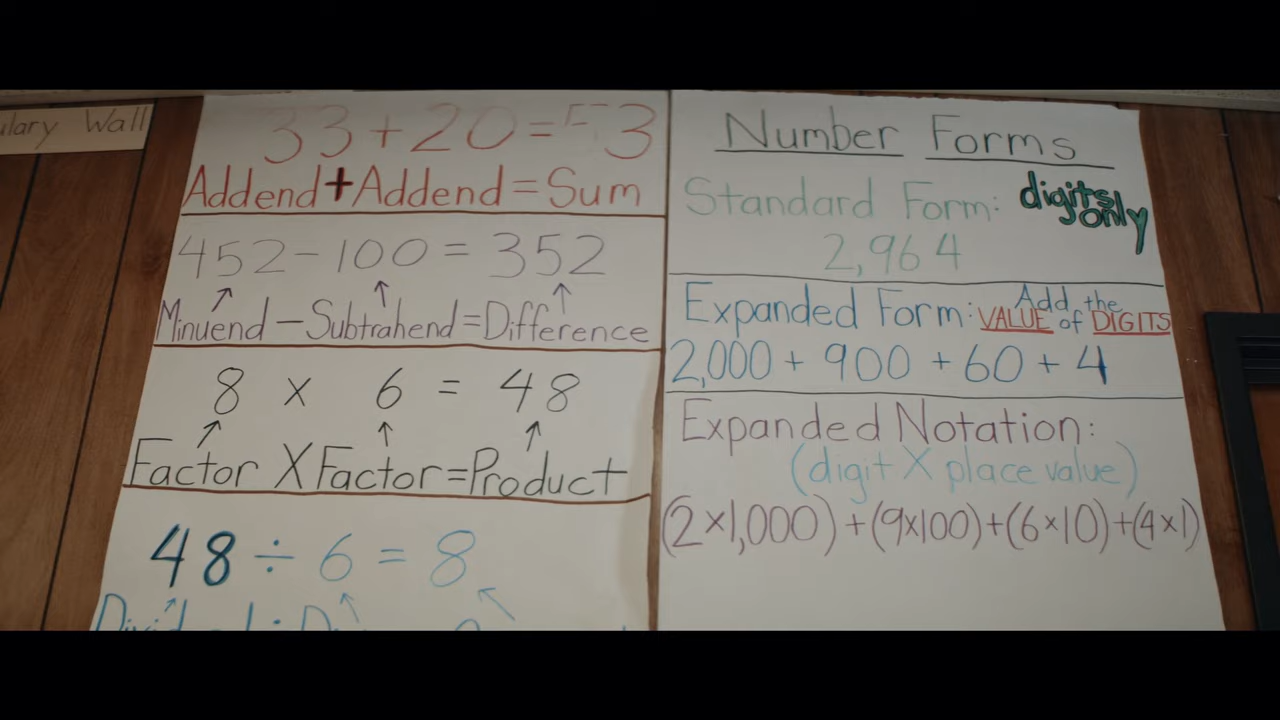 Wall
33 + 20 = 53
Addend + Addend = Sum
452 - 100 = 352
Minuend - Subtrahend = Difference
8 x 6 = 48
Factor X Factor = Product
48 ÷ 6 = 8
Number Forms
Standard Form: digits only
2,964
Expanded Form: Add the VALUE of DIGITS
2,000 + 900 + 60 + 4
Expanded Notation:
(digit X place value)
(2 x 1,000) + (9 x 100) + (6 x 10) + (4 x 1)